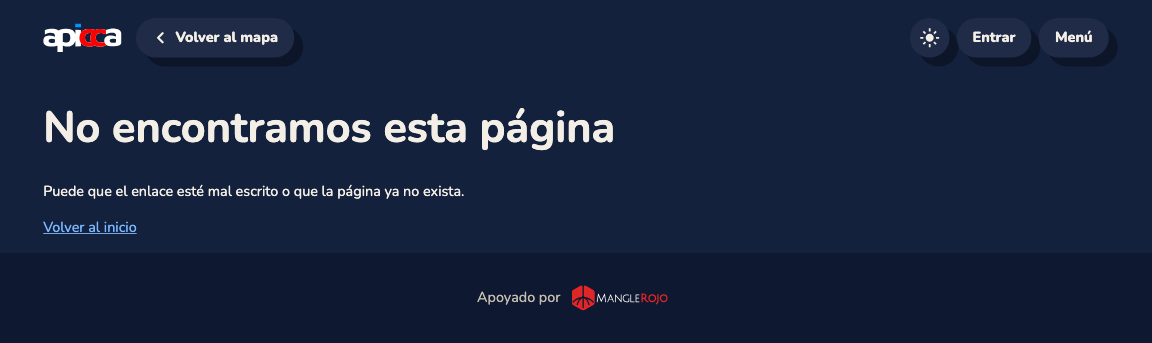 apicca
Volver al mapa
Entrar
Menú
No encontramos esta página
Puede que el enlace esté mal escrito o que la página ya no exista.
Volver al inicio
Apoyado por
MANGLEROJO